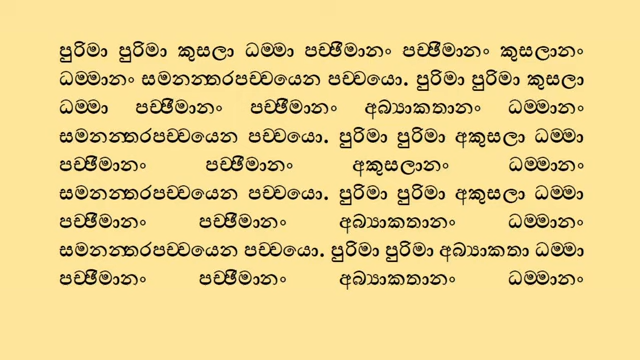 පුරිමා පුරිමා කුසලා ධම්මා පච්ඡිමානං පච්ඡිමානං කුසලානං
ධම්මානං සමනන්තරපච්චයෙන පච්චයො. පුරිමා පුරිමා කුසලා
ධම්මා පච්ඡිමානං පච්ඡිමානං අබ්‍යාකතානං ධම්මානං
සමනන්තරපච්චයෙන පච්චයො. පුරිමා පුරිමා අකුසලා ධම්මා
පච්ඡිමානං පච්ඡිමානං අකුසලානං ධම්මානං
සමනන්තරපච්චයෙන පච්චයො. පුරිමා පුරිමා අකුසලා ධම්මා
පච්ඡිමානං පච්ඡිමානං අබ්‍යාකතානං ධම්මානං
සමනන්තරපච්චයෙන පච්චයො. පුරිමා පුරිමා අබ්‍යාකතා ධම්මා
පච්ඡිමානං පච්ඡිමානං අබ්‍යාකතානං ධම්මානං